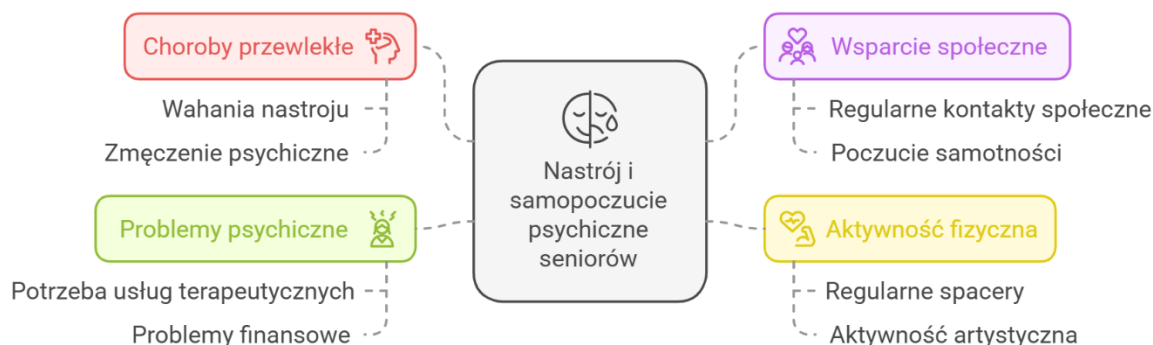 Choroby przewlekłe
Wahania nastroju
Zmęczenie psychiczne
Problemy psychiczne
Potrzeba usług terapeutycznych
Problemy finansowe
Nastrój i
samopoczucie
psychiczne
seniorów
Wsparcie społeczne
Regularne kontakty społeczne
Poczucie samotności
Aktywność fizyczna
Regularne spacery
Aktywność artystyczna